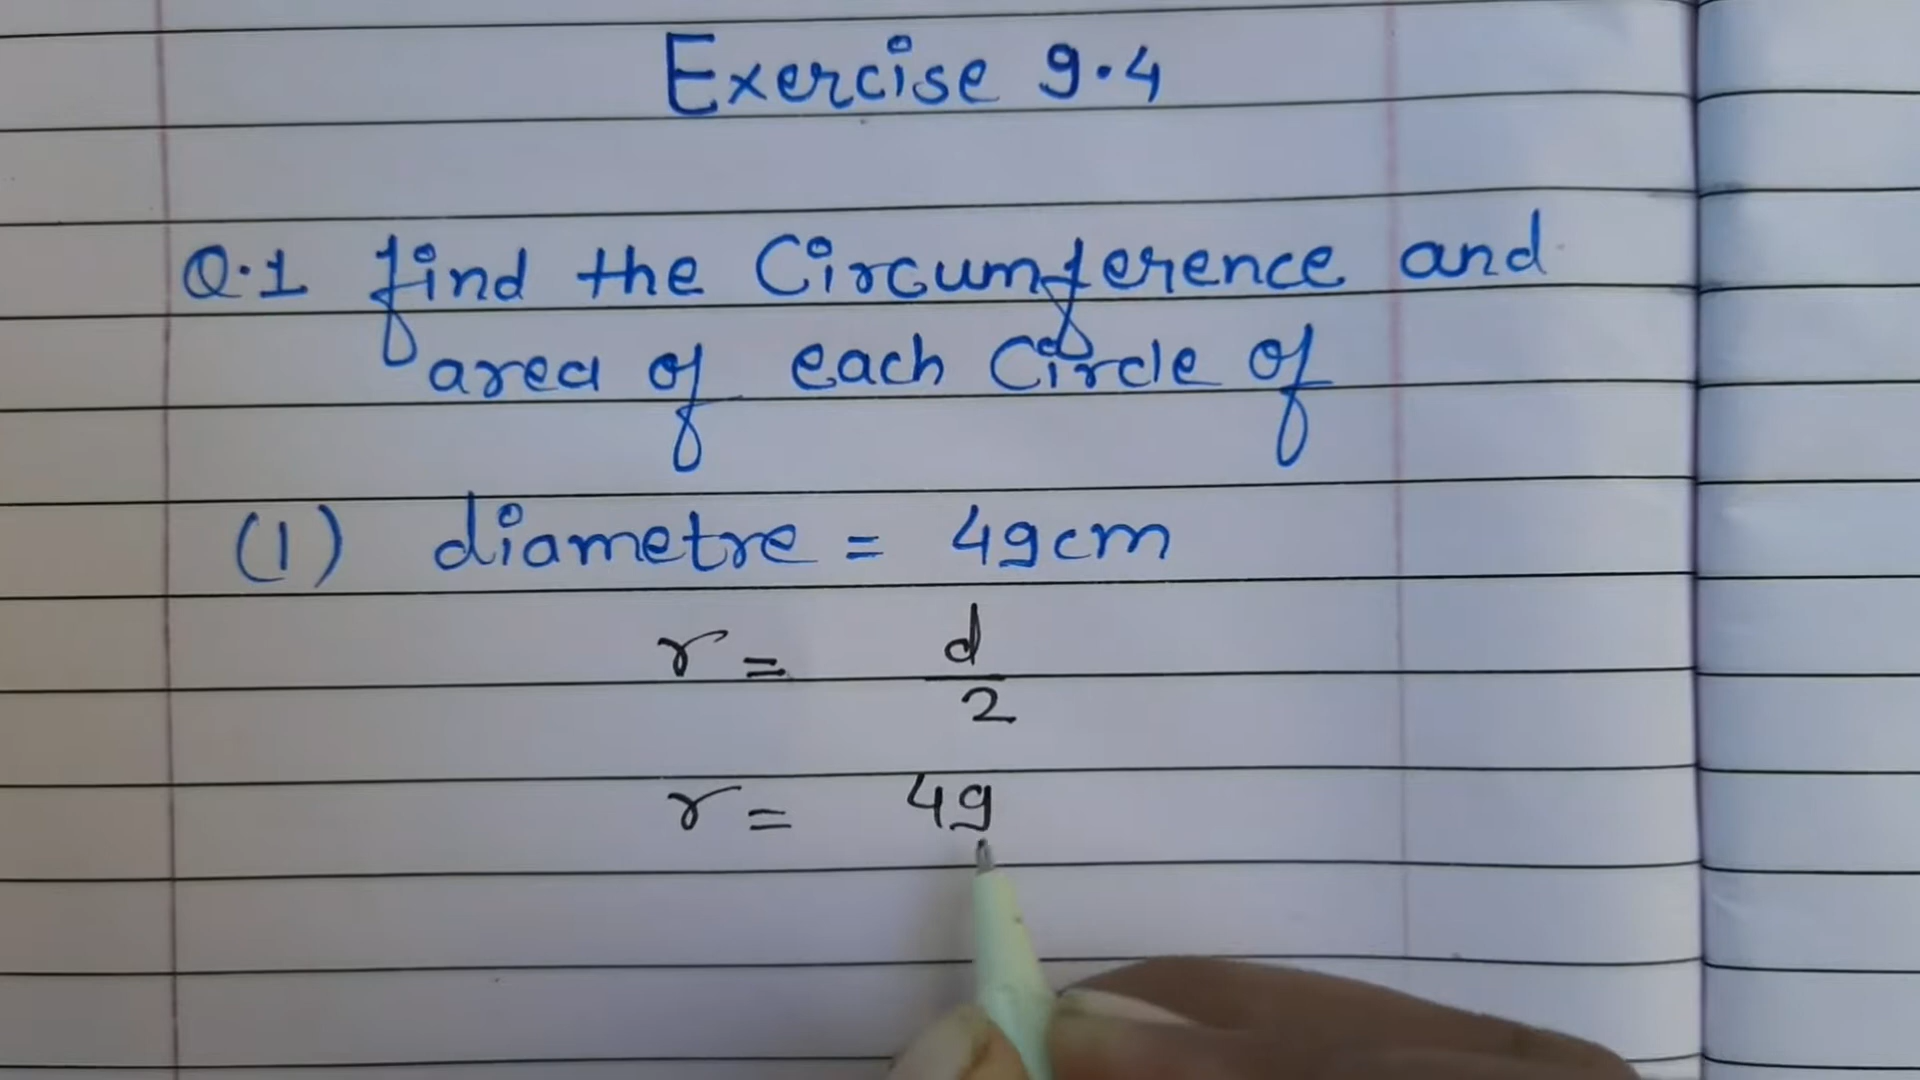 Exercise 9.4
Q.1 find the Circumference and
area of each Circle of
(1) diametre = 49cm
r = d/2
r = 49